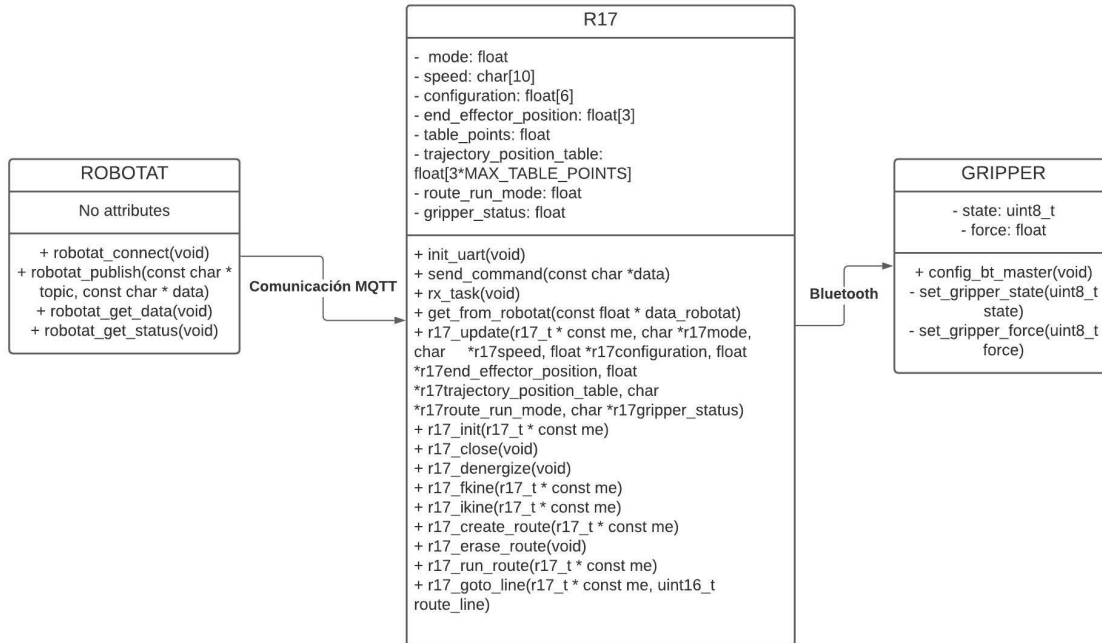 ROBOTAT
No attributes
+ robotat_connect(void)
+ robotat_publish(const char *
topic, const char * data)
+ robotat_get_data(void)
+ robotat_get_status(void)
Comunicación MQTT
R17
- mode: float
- speed: char[10]
- configuration: float[6]
- end_effector_position: float[3]
- table_points: float
- trajectory_position_table:
float[3*MAX_TABLE_POINTS]
- route_run_mode: float
- gripper_status: float
+ init_uart(void)
+ send_command(const char *data)
+ rx_task(void)
+ get_from_robotat(const float * data_robotat)
+ r17_update(r17_t * const me, char *r17mode,
char *r17speed, float *r17configuration, float
*r17end_effector_position, float
*r17trajectory_position_table, char
*r17route_run_mode, char *r17gripper_status)
+ r17_init(r17_t * const me)
+ r17_close(void)
+ r17_denergize(void)
+ r17_fkine(r17_t * const me)
+ r17_ikine(r17_t * const me)
+ r17_create_route(r17_t * const me)
+ r17_erase_route(void)
+ r17_run_route(r17_t * const me)
+ r17_goto_line(r17_t * const me, uint16_t
route_line)
Bluetooth
GRIPPER
- state: uint8_t
- force: float
+ config_bt_master(void)
- set_gripper_state(uint8_t
state)
- set_gripper_force(uint8_t
force)